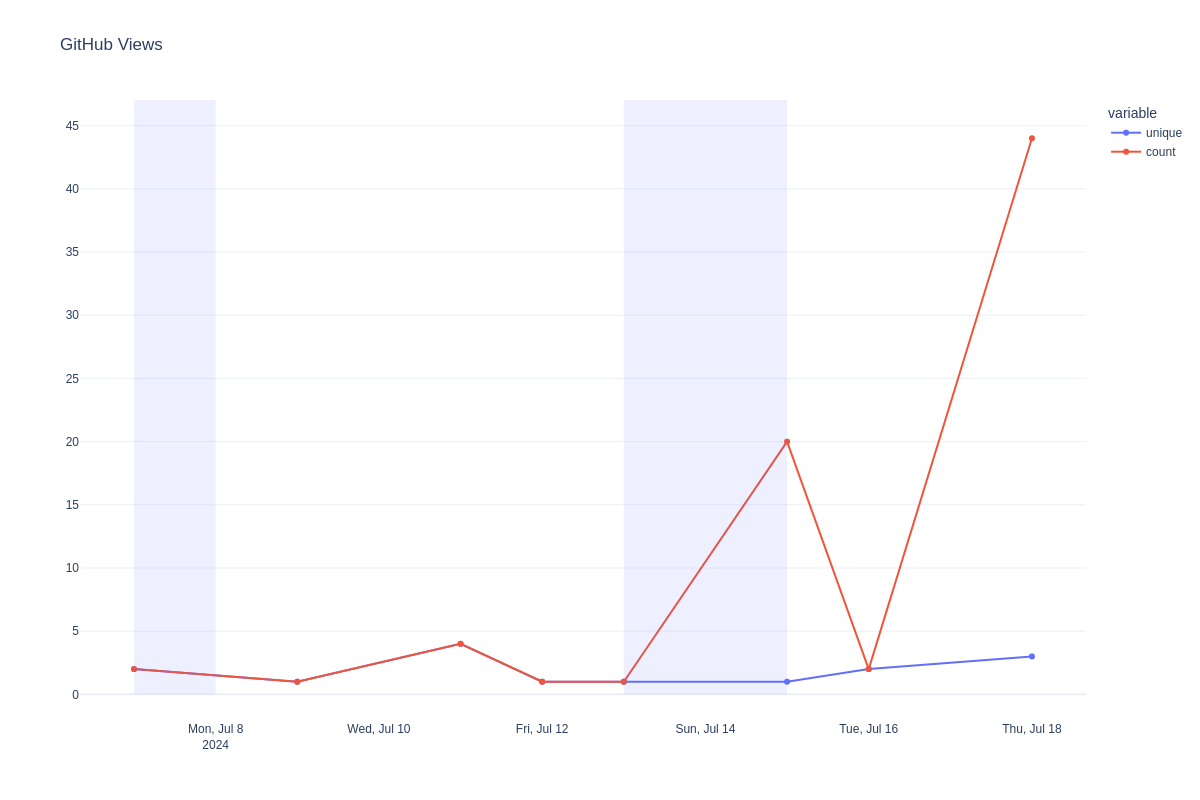 GitHub Views
variable
unique
count
45
40
35
30
25
20
15
10
5
0
Mon, Jul 8
2024
Wed, Jul 10
Fri, Jul 12
Sun, Jul 14
Tue, Jul 16
Thu, Jul 18